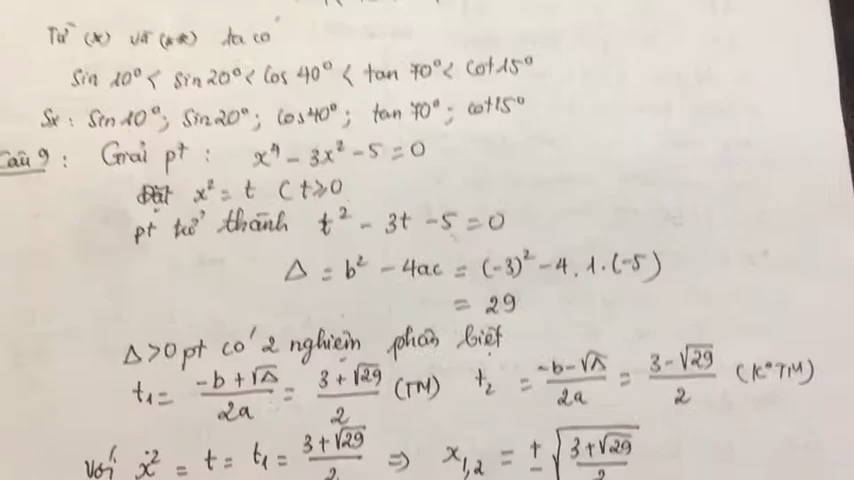 Từ (*) và (**) ta có
Sin 10° < sin 20° < cos 40° < tan 70° < cot 15°
Sx : Sin 10° ; Sin 20° ; cos 40° ; tan 70° ; cot 15°
Câu 9 : Giải pt : x⁴ - 3x² - 5 = 0
Đặt x² = t ( t ≥ 0
pt trở thành t² - 3t - 5 = 0
Δ = b² - 4ac = (-3)² - 4 . 1 . (-5)
= 29
Δ > 0 pt có 2 nghiệm phân biệt
t₁ = (-b + √Δ)/2a = (3 + √29)/2 (TM) t₂ = (-b - √Δ)/2a = (3 - √29)/2 (K° TM)
Với x² = t = t₁ = (3 + √29)/2 ⇒ x₁,₂ = ± √((3 + √29)/2)